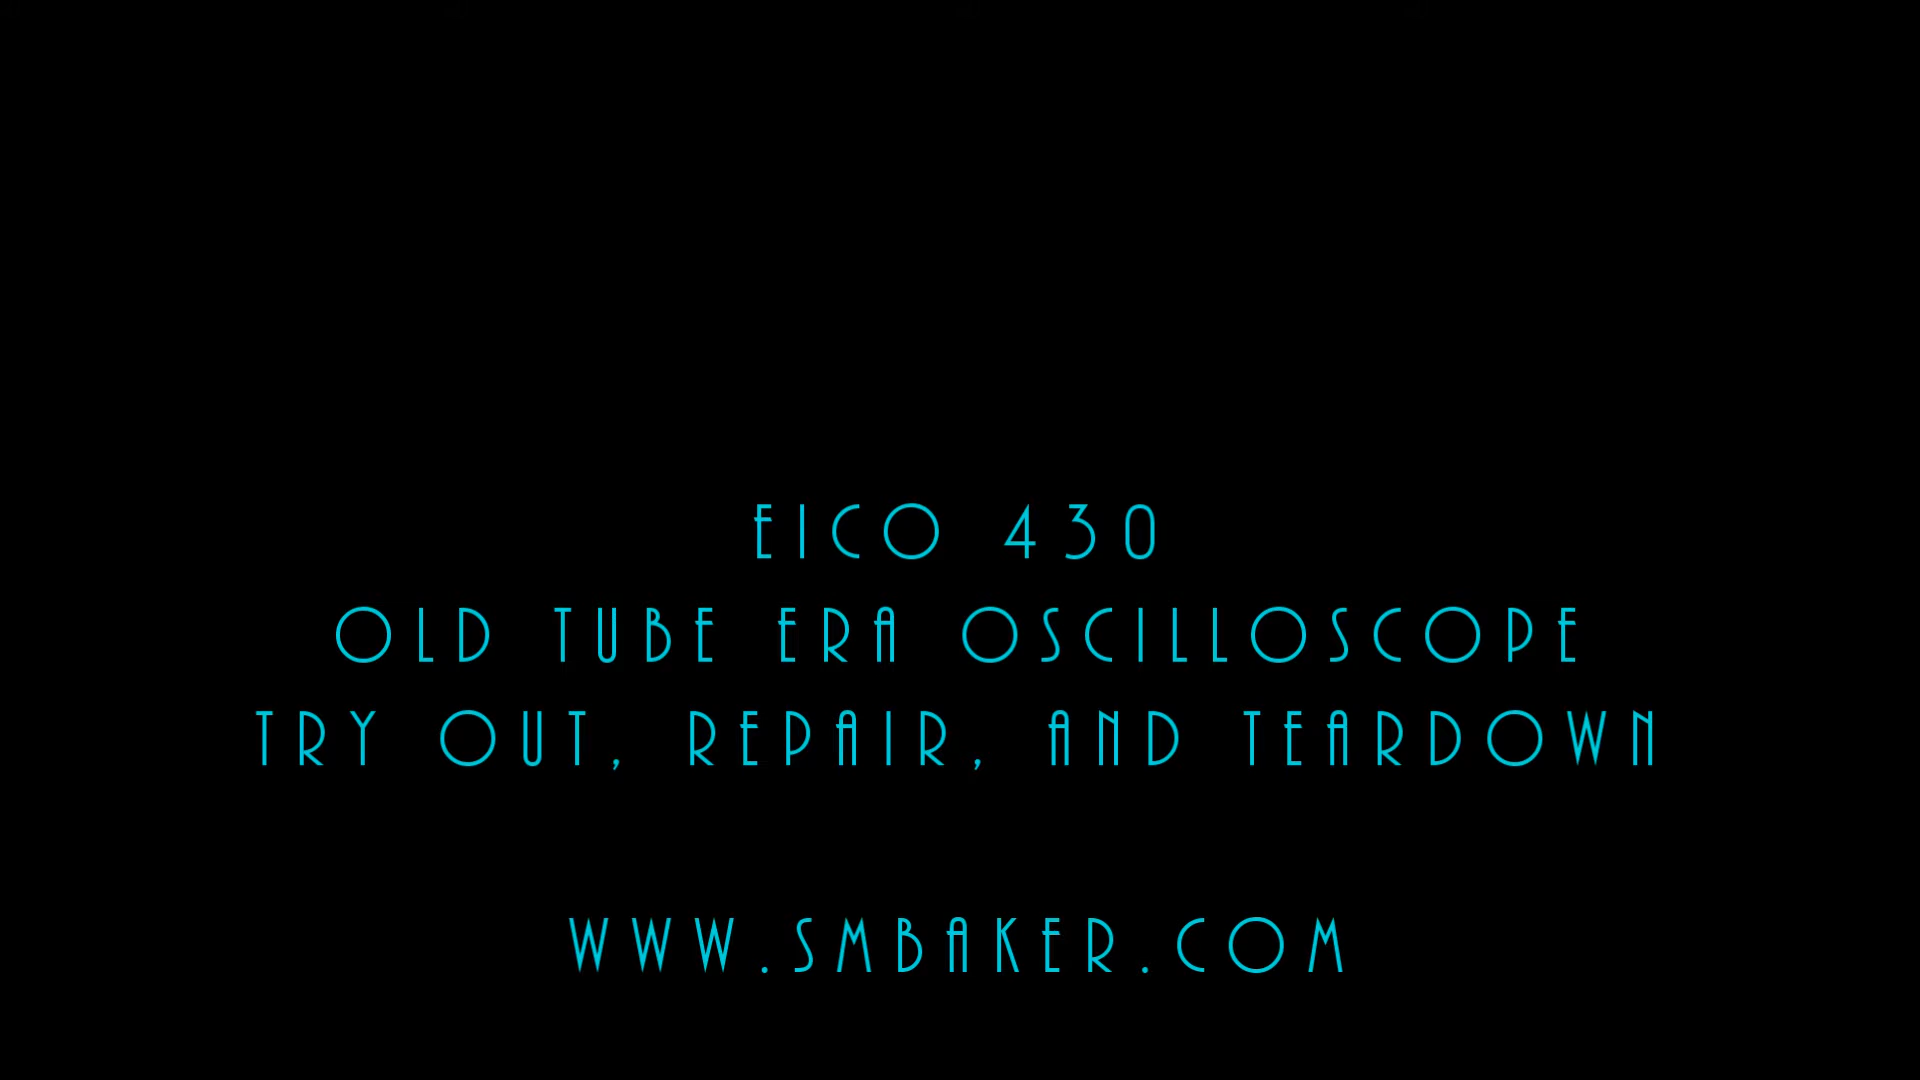 EICO 430
OLD TUBE ERA OSCILLOSCOPE
TRY OUT, REPAIR, AND TEARDOWN
WWW.SMBAKER.COM